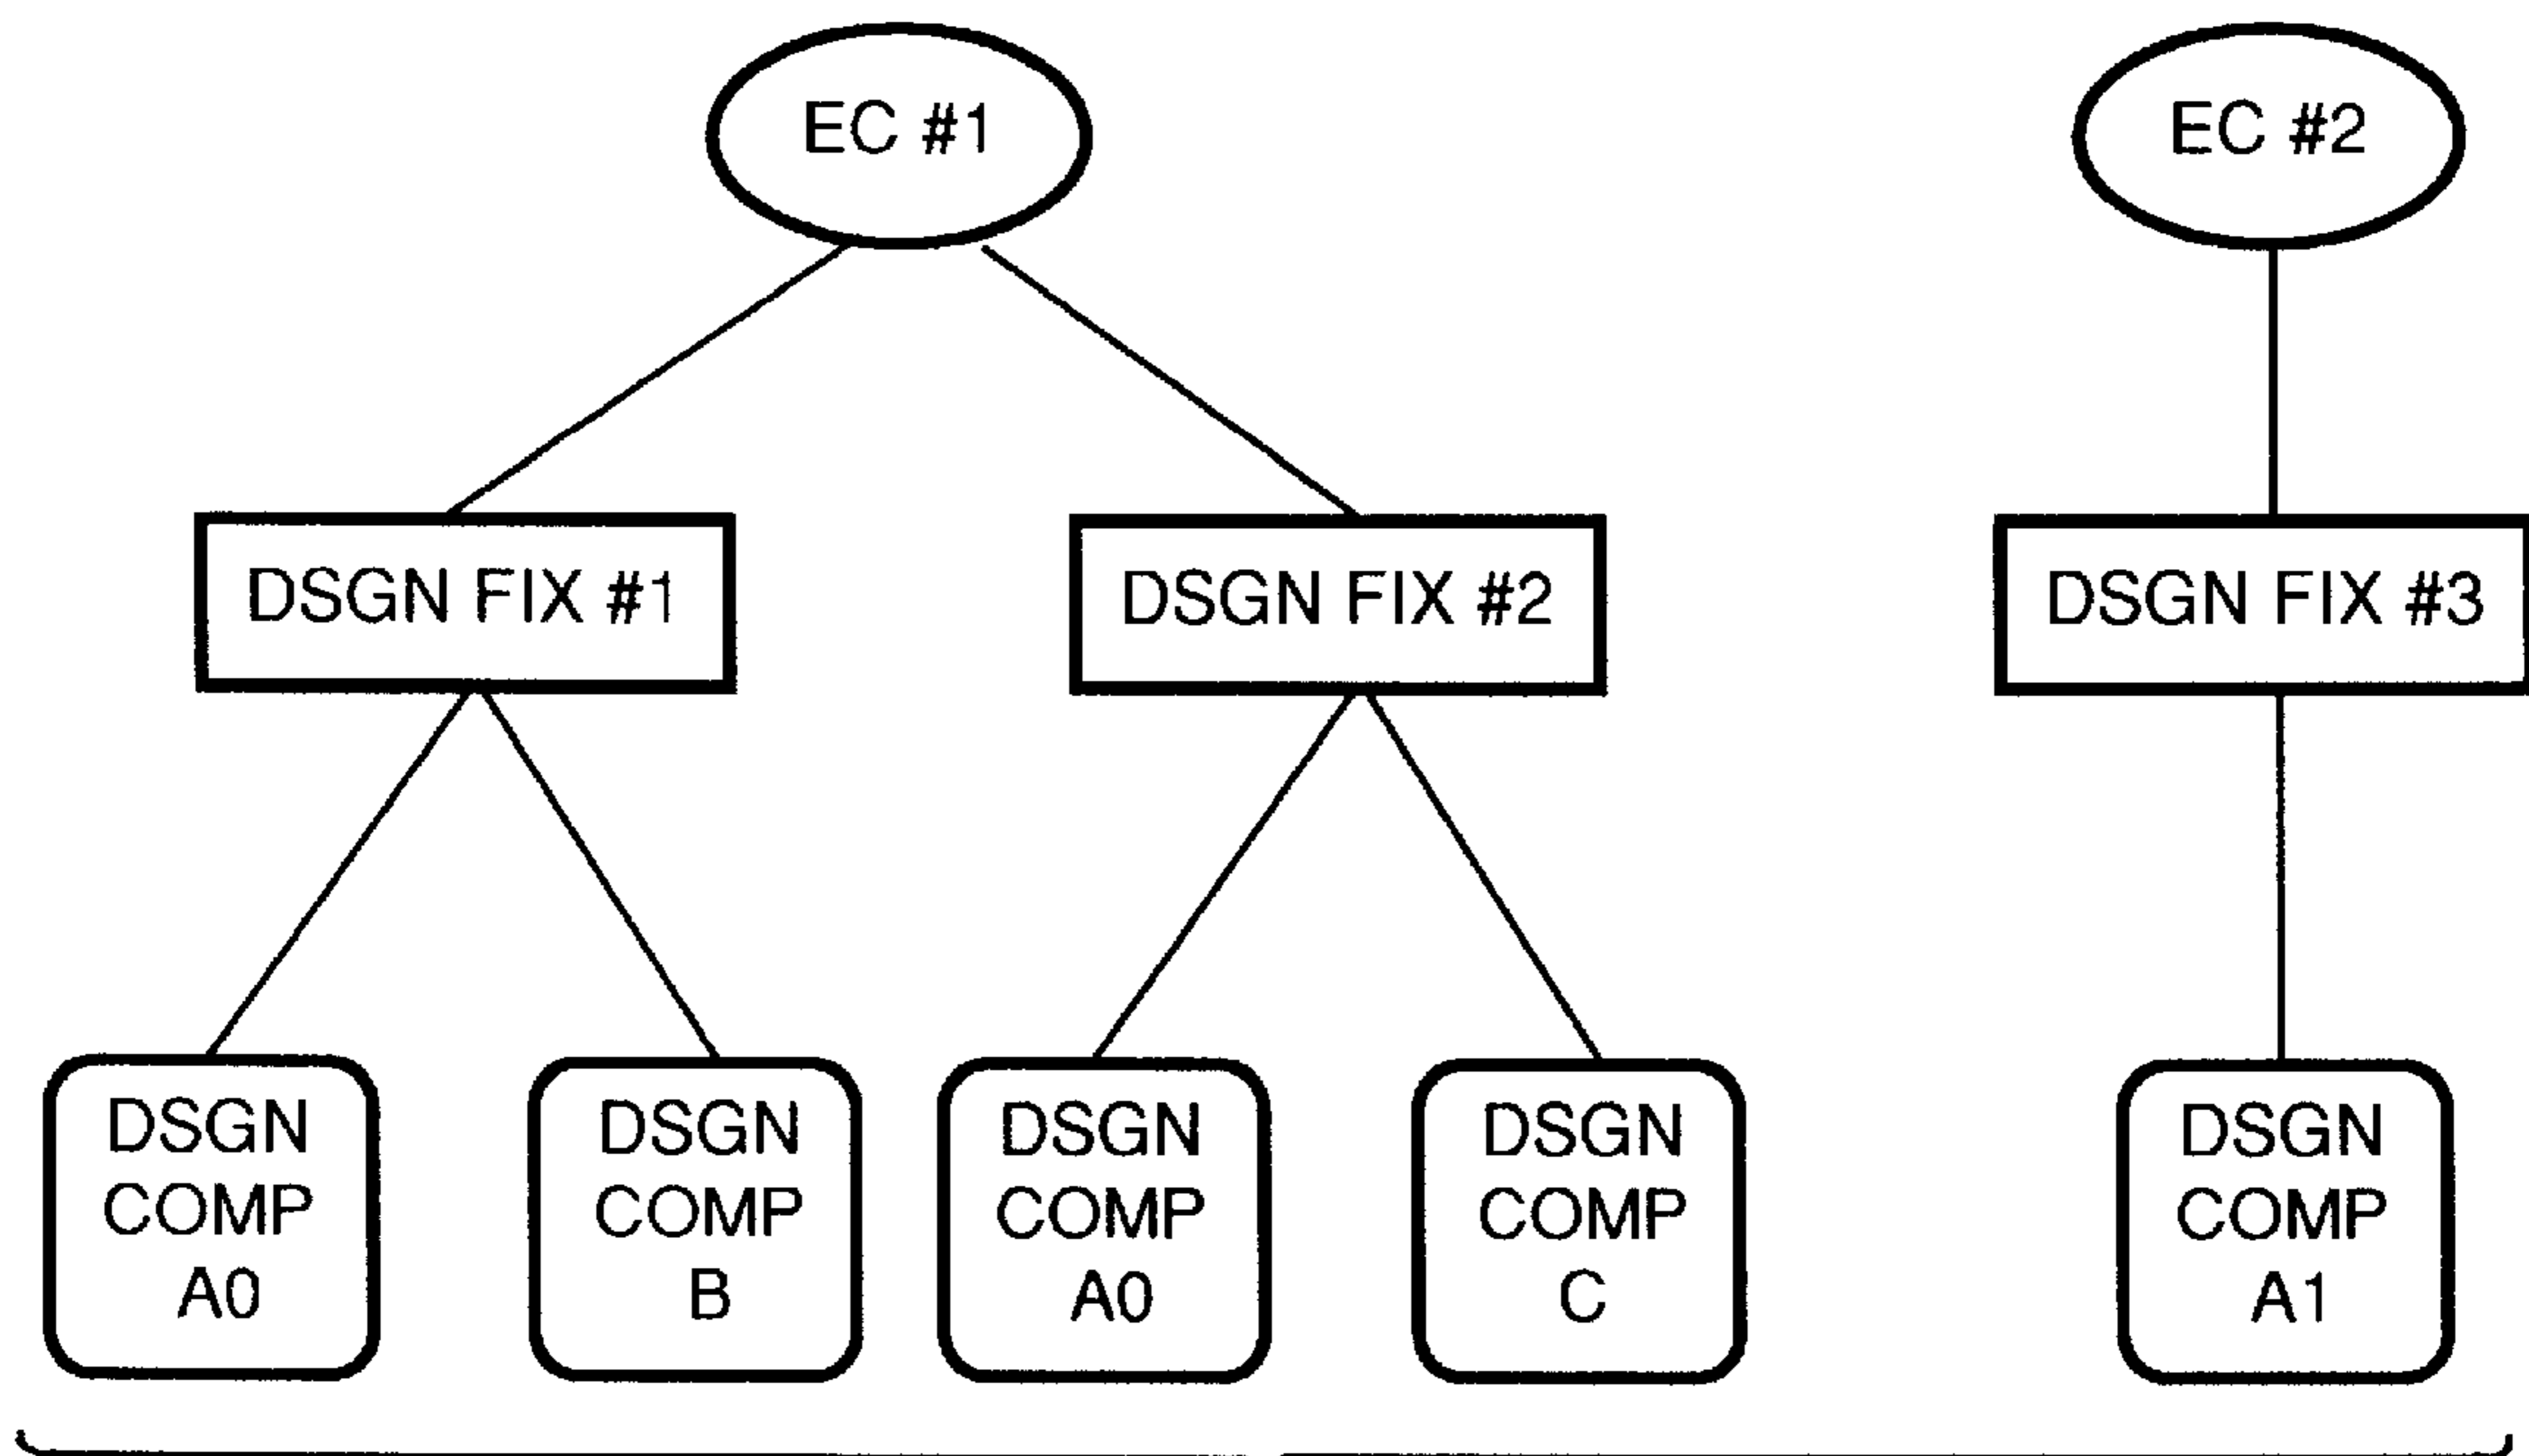 EC #1
EC #2
DSGN FIX #1
DSGN FIX #2
DSGN FIX #3
DSGN
COMP
A0
DSGN
COMP
B
DSGN
COMP
A0
DSGN
COMP
C
DSGN
COMP
A1